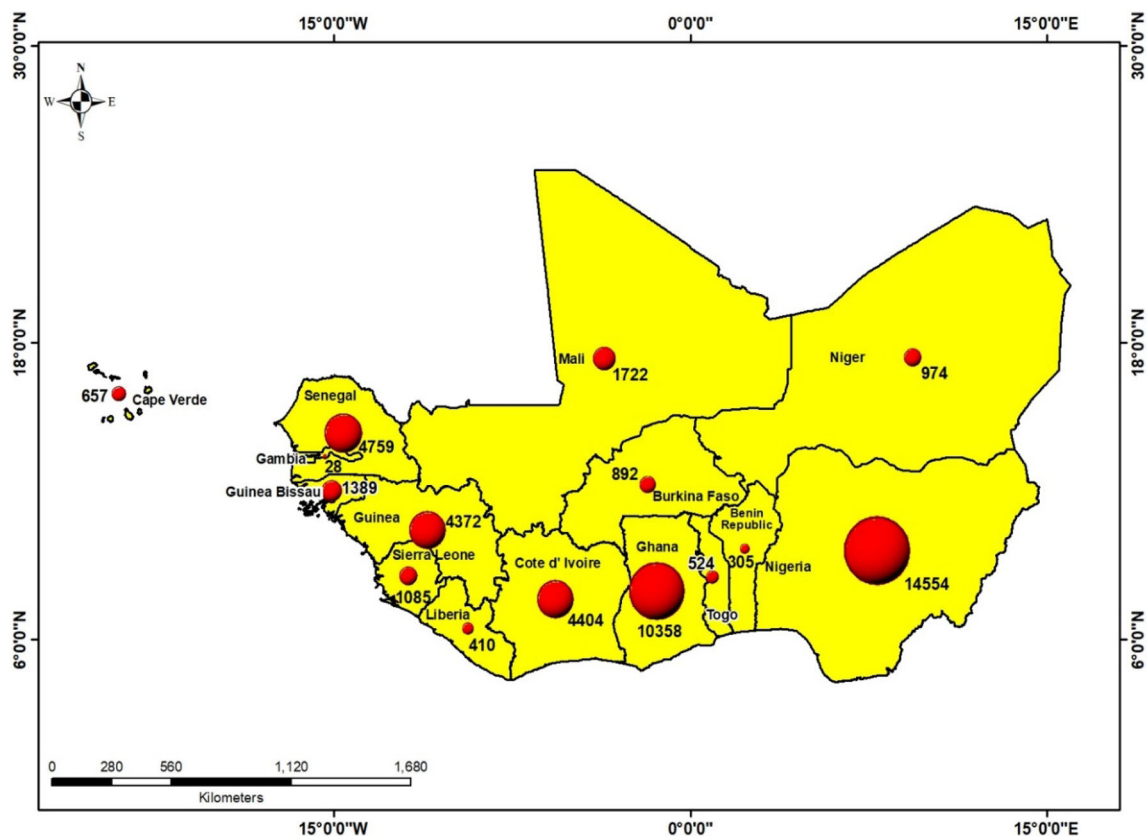 15°0'0"W 0°0'0" 15°0'0"E
30°0'0"N
30°0'0"N
N
W E
S
18°0'0"N
18°0'0"N
Mali
1722
Niger
974
657
Cape Verde
Senegal
4759
Gambia
28
Guinea Bissau
1389
892
Burkina Faso
Benin
Republic
305
Guinea
4372
Sierra Leone
1085
Liberia
410
Cote d' Ivoire
4404
Ghana
10358
524
Togo
Nigeria
14554
6°0'0"N
6°0'0"N
0 280 560 1,120 1,680
Kilometers
15°0'0"W 0°0'0" 15°0'0"E